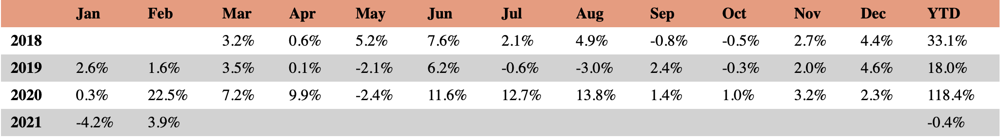 Jan Feb Mar Apr May Jun Jul Aug Sep Oct Nov Dec YTD
2018 3.2% 0.6% 5.2% 7.6% 2.1% 4.9% -0.8% -0.5% 2.7% 4.4% 33.1%
2019 2.6% 1.6% 3.5% 0.1% -2.1% 6.2% -0.6% -3.0% 2.4% -0.3% 2.0% 4.6% 18.0%
2020 0.3% 22.5% 7.2% 9.9% -2.4% 11.6% 12.7% 13.8% 1.4% 1.0% 3.2% 2.3% 118.4%
2021 -4.2% 3.9% -0.4%